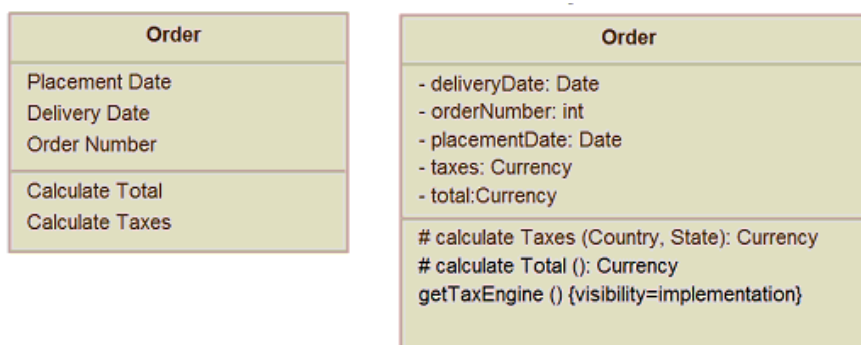 Order
Placement Date
Delivery Date
Order Number
Calculate Total
Calculate Taxes
Order
- deliveryDate: Date
- orderNumber: int
- placementDate: Date
- taxes: Currency
- total:Currency
# calculate Taxes (Country, State): Currency
# calculate Total (): Currency
getTaxEngine () {visibility=implementation}